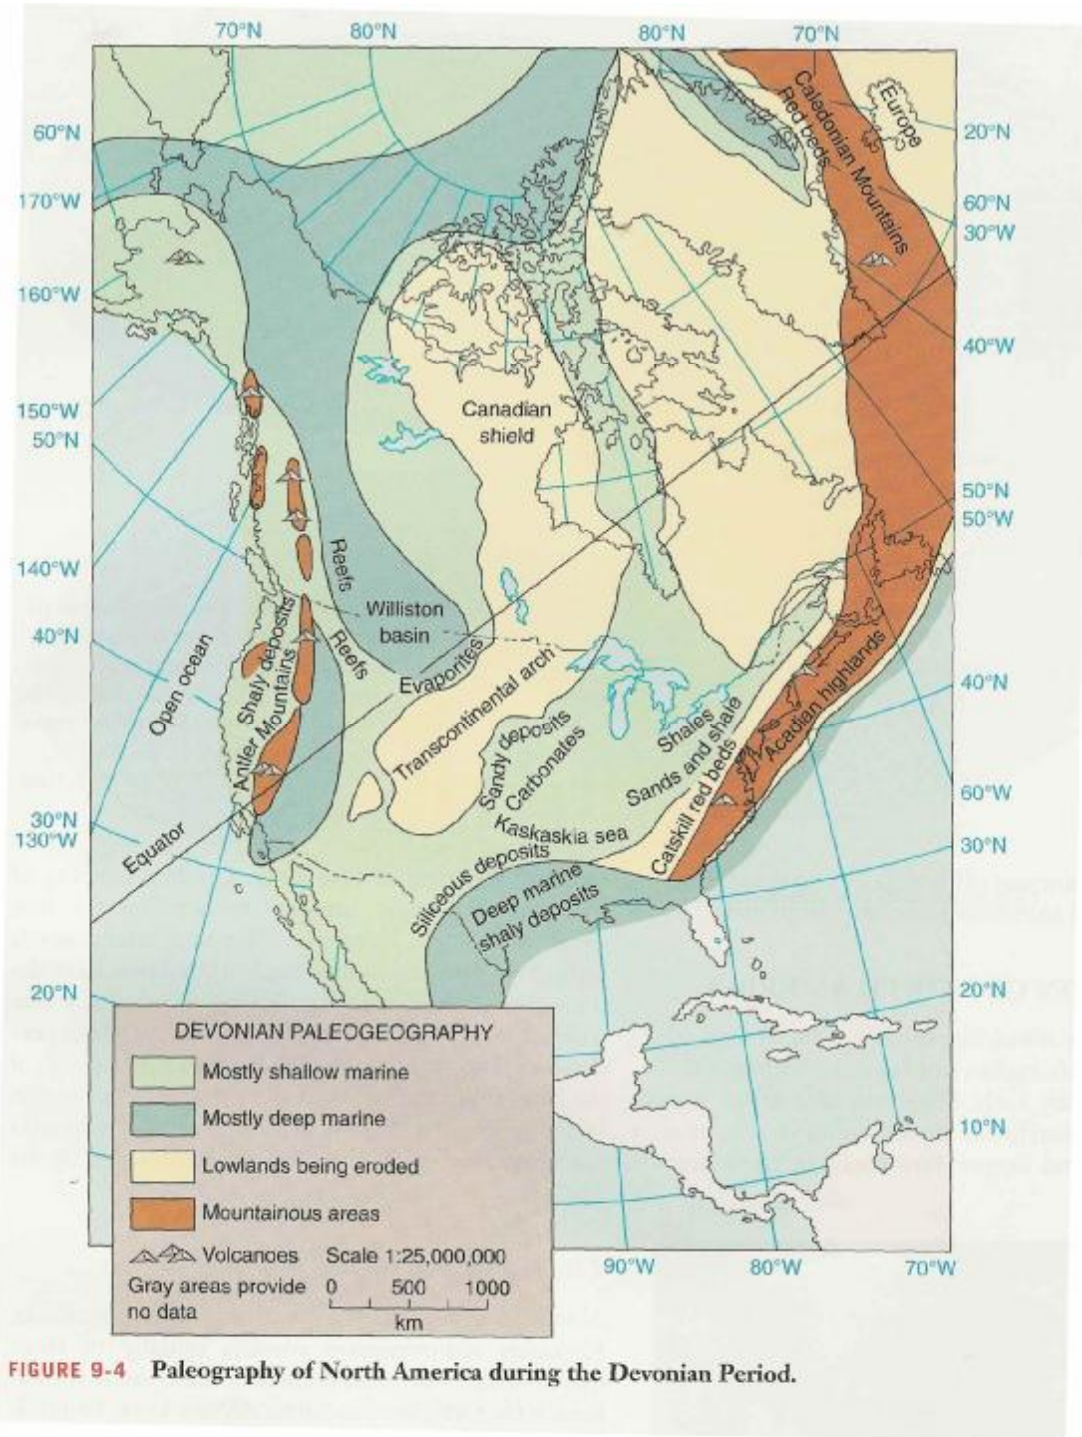 70°N
80°N
80°N
70°N
60°N
170°W
160°W
150°W
50°N
140°W
40°N
30°N
130°W
20°N
20°N
60°N
30°W
40°W
50°N
50°W
40°N
60°W
30°N
20°N
10°N
90°W
80°W
70°W
Europe
Caledonian Mountains
Red beds
Canadian
shield
Reefs
Williston
basin
Reefs
Evaporites
Shaly deposits
Antler Mountains
Open ocean
Equator
Transcontinental arch
Sandy deposits
Carbonates
Shales
Sands and shale
Catskill red beds
Acadian highlands
Kaskaskia sea
Siliceous deposits
Deep marine
shaly deposits
DEVONIAN PALEOGEOGRAPHY
Mostly shallow marine
Mostly deep marine
Lowlands being eroded
Mountainous areas
Volcanoes Scale 1:25,000,000
Gray areas provide
no data
0 500 1000
km
FIGURE 9-4 Paleography of North America during the Devonian Period.